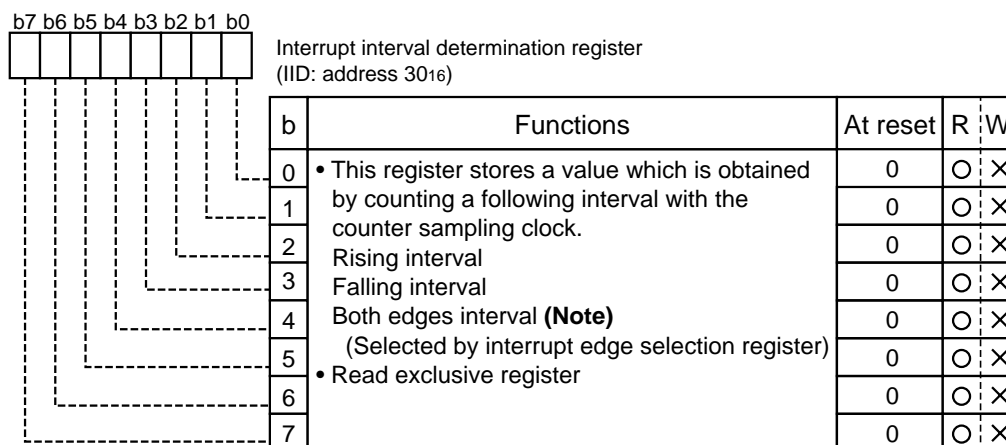 b7 b6 b5 b4 b3 b2 b1 b0
Interrupt interval determination register
(IID: address 30₁₆)
b Functions At reset R W
0 • This register stores a value which is obtained 0 ○ ×
1 by counting a following interval with the 0 ○ ×
counter sampling clock.
2 Rising interval 0 ○ ×
3 Falling interval 0 ○ ×
4 Both edges interval (Note) 0 ○ ×
5 (Selected by interrupt edge selection register) 0 ○ ×
• Read exclusive register
6 0 ○ ×
7 0 ○ ×